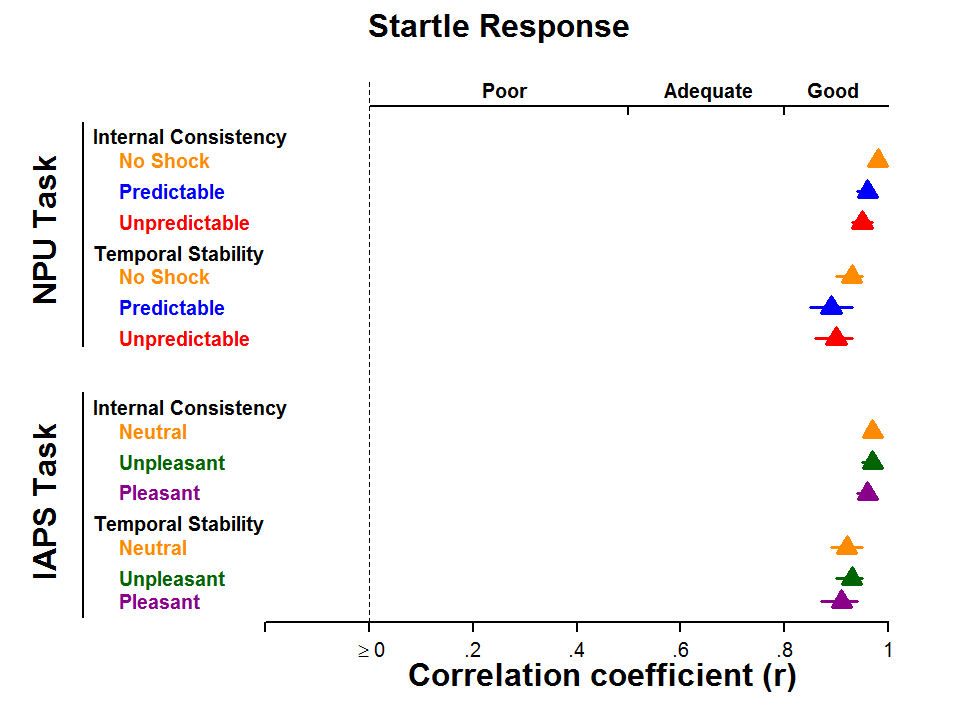 Startle Response
Poor Adequate Good
NPU Task
Internal Consistency
No Shock
Predictable
Unpredictable
Temporal Stability
No Shock
Predictable
Unpredictable
IAPS Task
Internal Consistency
Neutral
Unpleasant
Pleasant
Temporal Stability
Neutral
Unpleasant
Pleasant
≥ 0 .2 .4 .6 .8 1
Correlation coefficient (r)